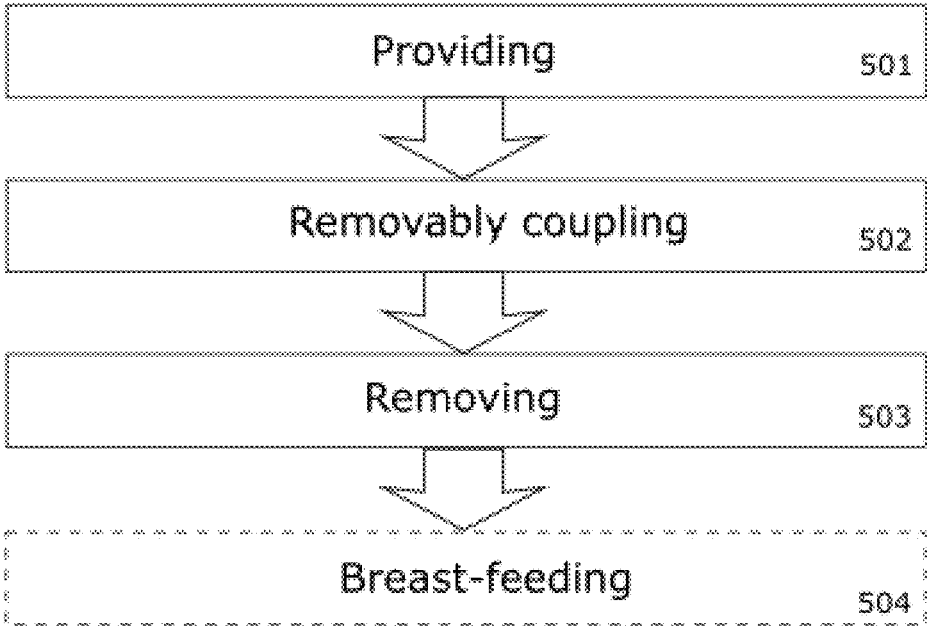 Providing
501
Removably coupling
502
Removing
503
Breast-feeding
504